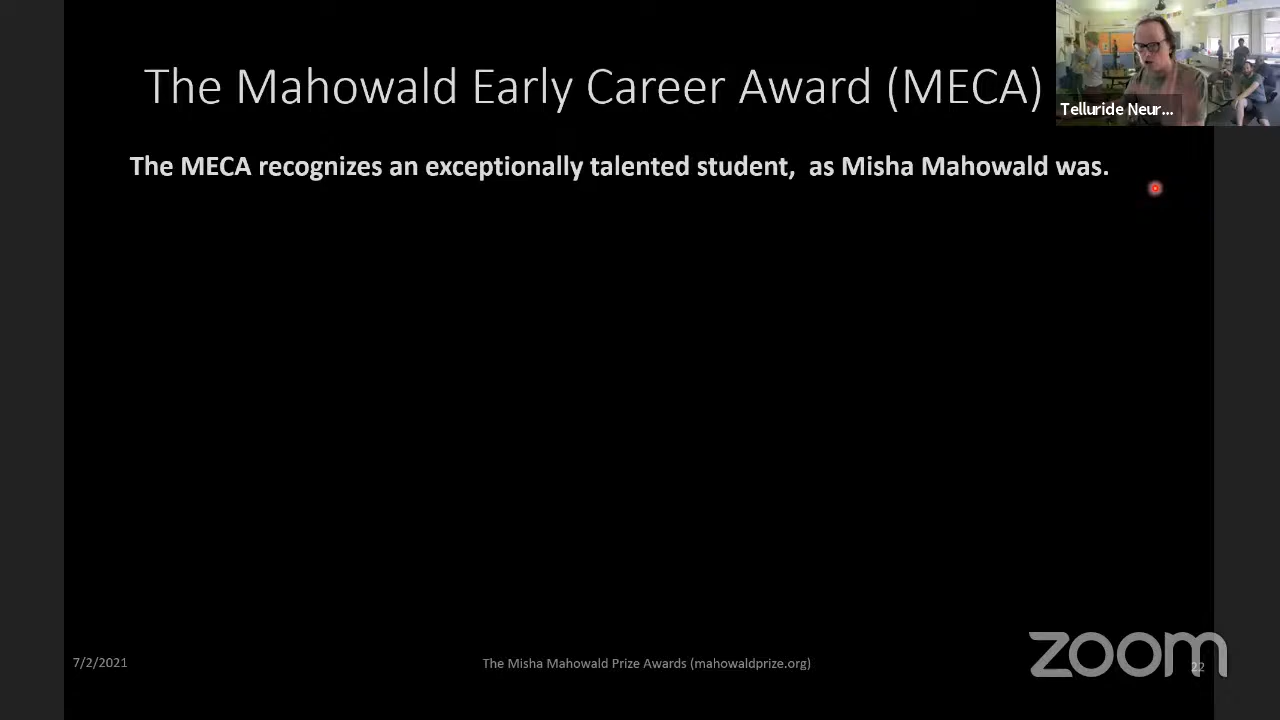 The Mahowald Early Career Award (MECA)
Telluride Neur...
The MECA recognizes an exceptionally talented student,  as Misha Mahowald was.
7/2/2021
The Misha Mahowald Prize Awards (mahowaldprize.org)
zoom
22